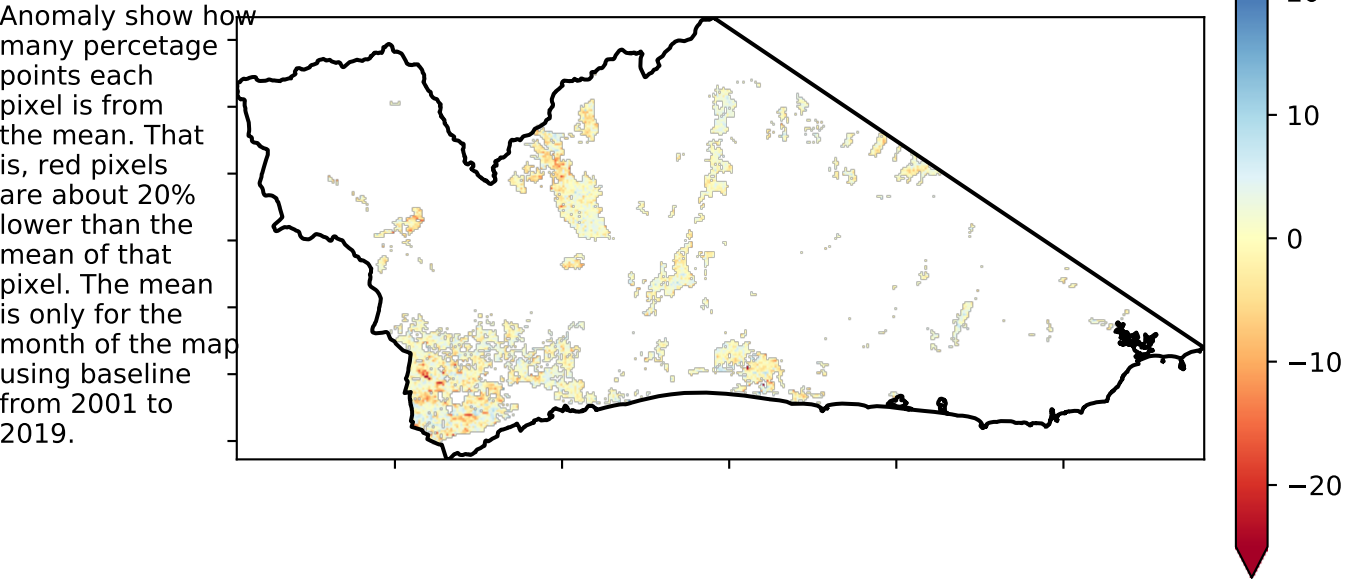 Anomaly show how
many percetage
points each
pixel is from
the mean. That
is, red pixels
are about 20%
lower than the
mean of that
pixel. The mean
is only for the
month of the map
using baseline
from 2001 to
2019.
10
0
−10
−20